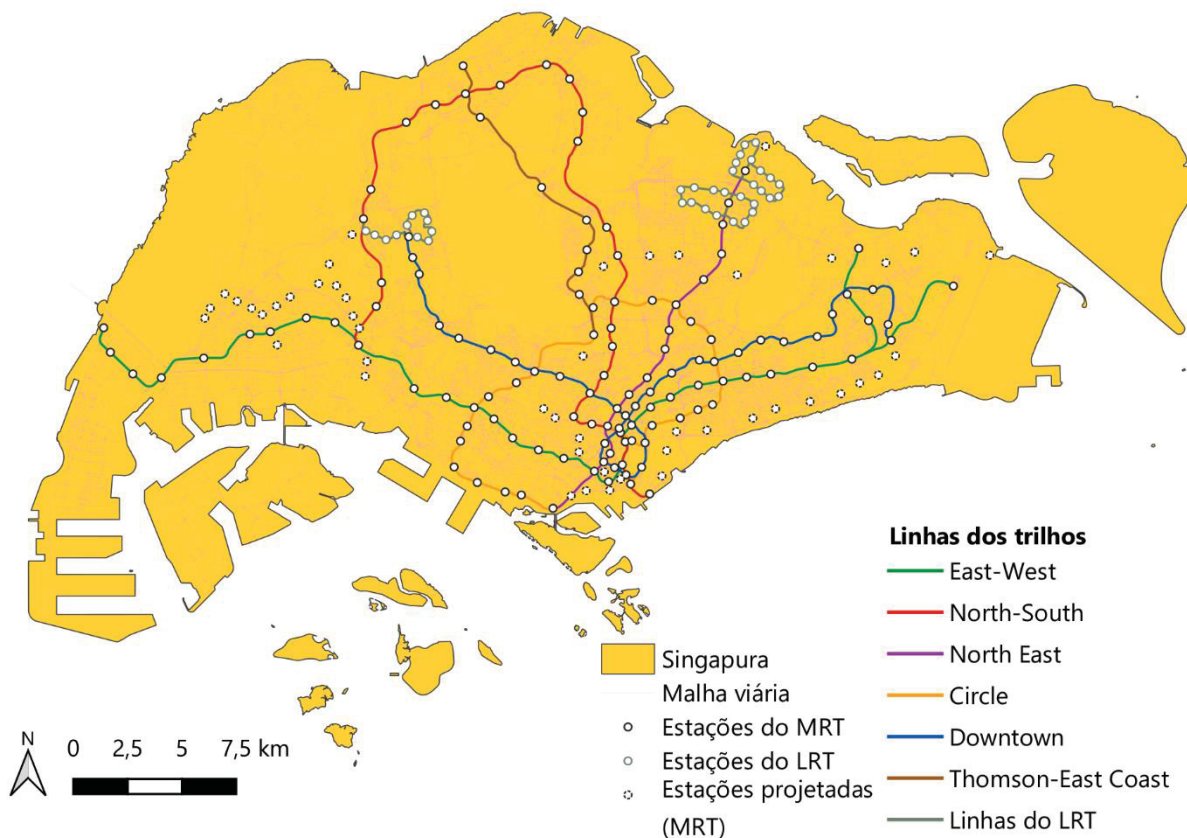 Linhas dos trilhos
East-West
North-South
North East
Circle
Downtown
Thomson-East Coast
Linhas do LRT
Singapura
Malha viária
Estações do MRT
Estações do LRT
Estações projetadas
(MRT)
N
0 2,5 5 7,5 km